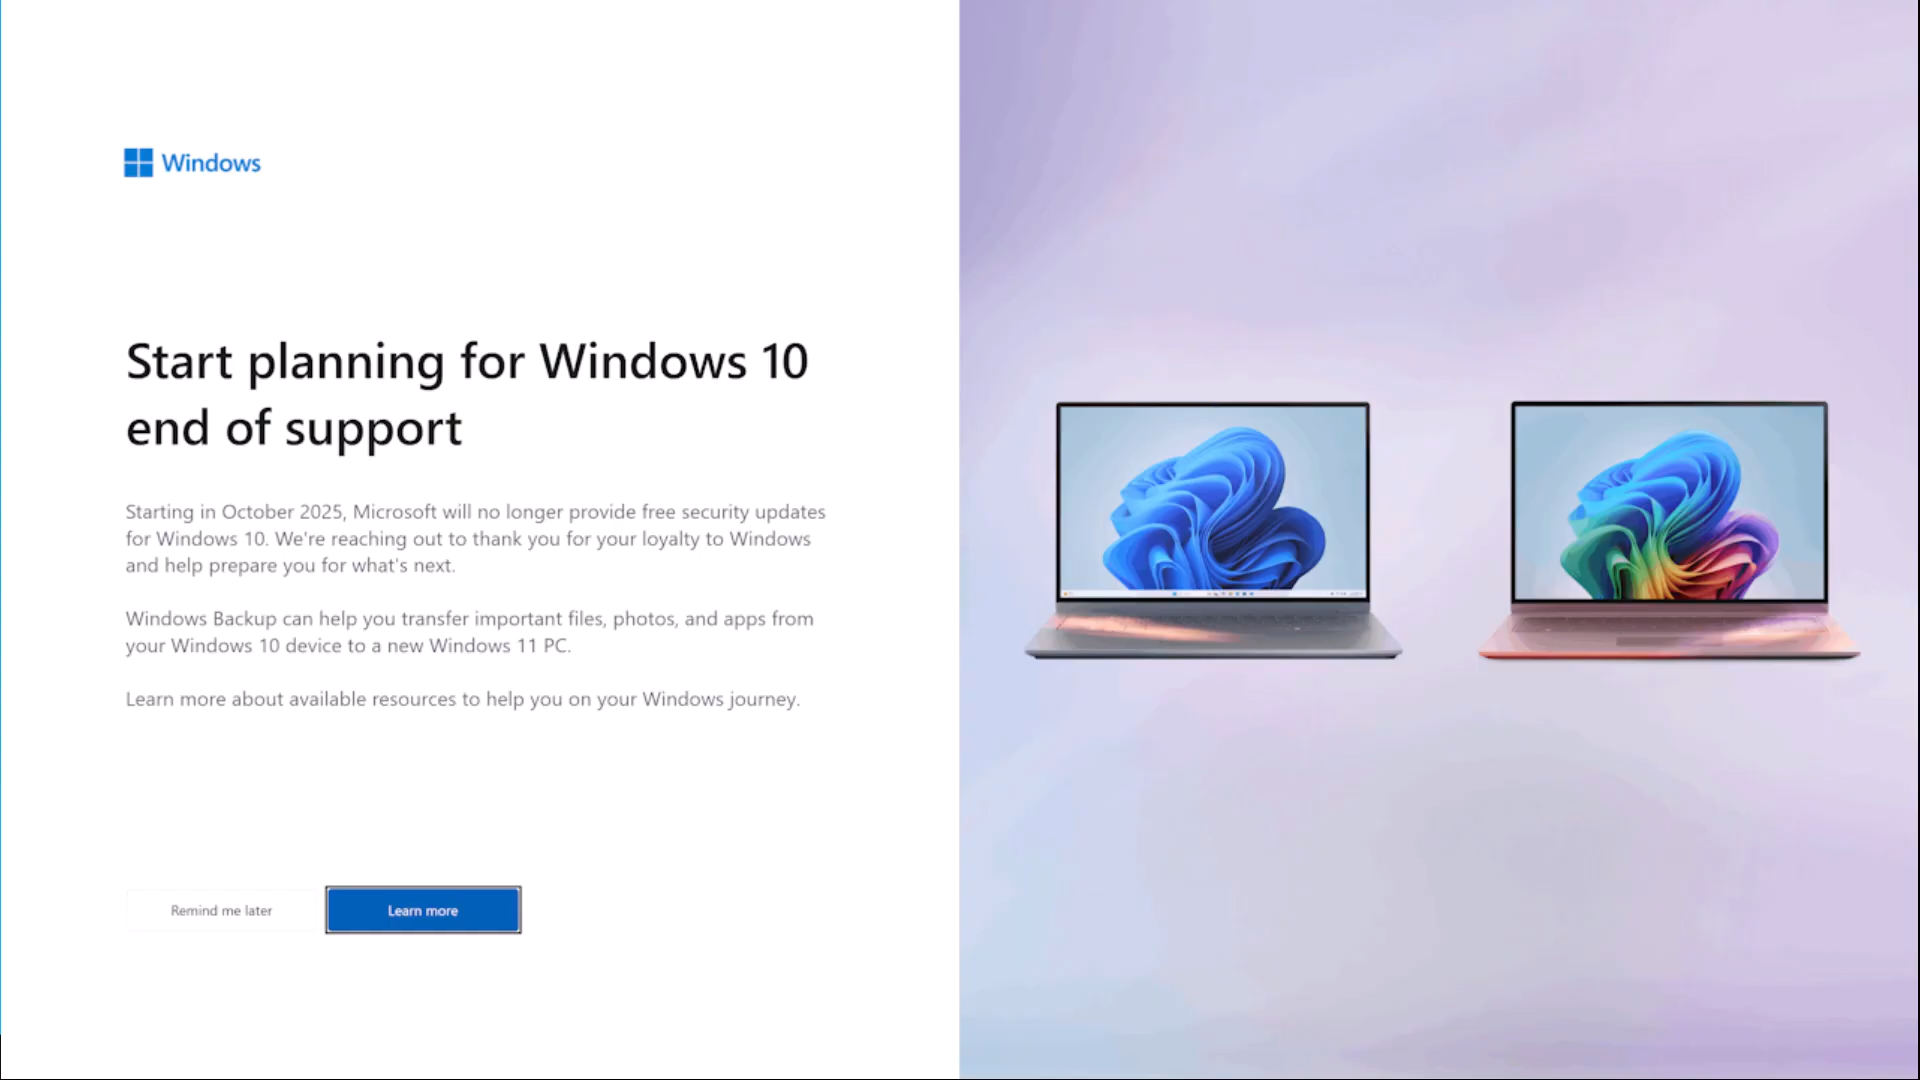 Windows
Start planning for Windows 10
end of support
Starting in October 2025, Microsoft will no longer provide free security updates
for Windows 10. We're reaching out to thank you for your loyalty to Windows
and help prepare you for what's next.
Windows Backup can help you transfer important files, photos, and apps from
your Windows 10 device to a new Windows 11 PC.
Learn more about available resources to help you on your Windows journey.
Remind me later
Learn more